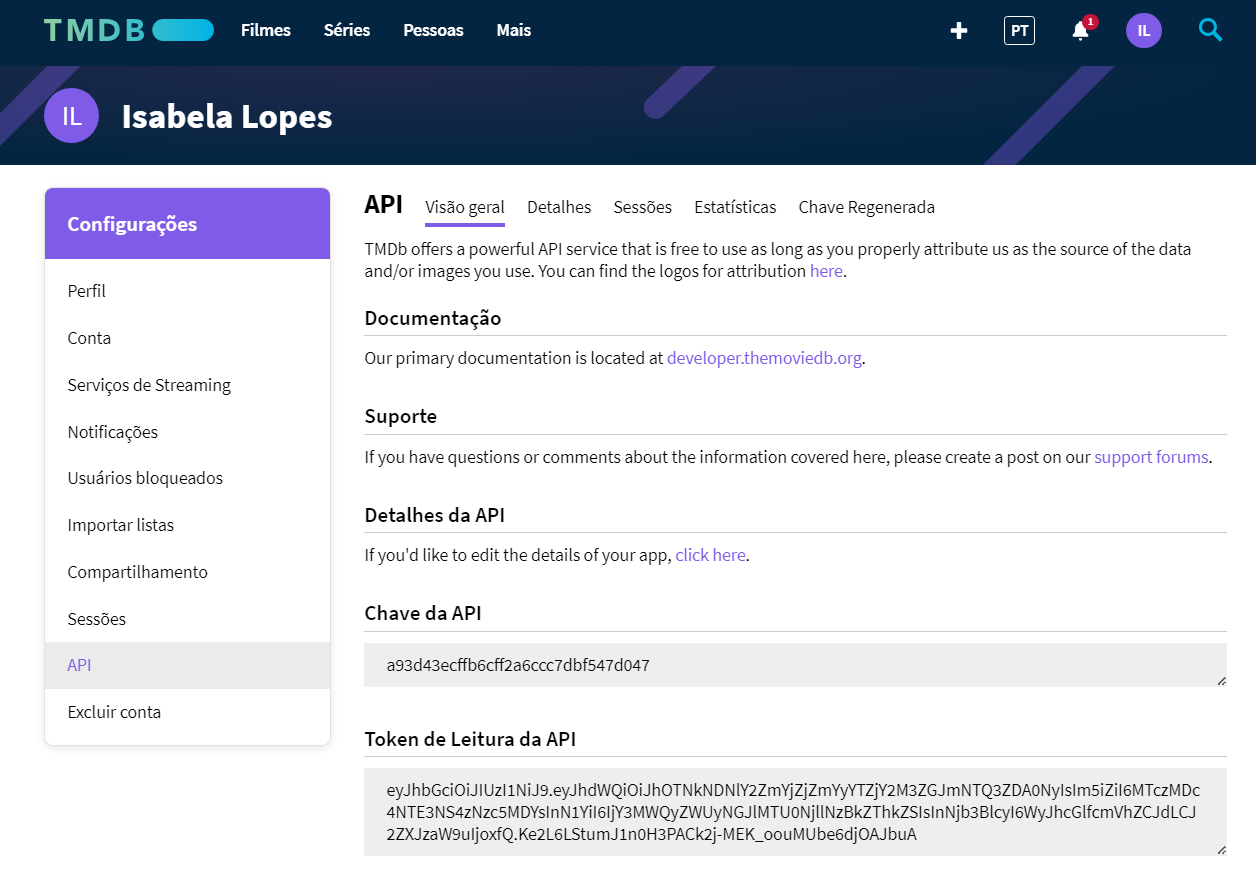 TMDB
Filmes
Séries
Pessoas
Mais
PT
1
IL
IL
Isabela Lopes
Configurações
Perfil
Conta
Serviços de Streaming
Notificações
Usuários bloqueados
Importar listas
Compartilhamento
Sessões
API
Excluir conta
API
Visão geral
Detalhes
Sessões
Estatísticas
Chave Regenerada
TMDb offers a powerful API service that is free to use as long as you properly attribute us as the source of the data
and/or images you use. You can find the logos for attribution here.
Documentação
Our primary documentation is located at developer.themoviedb.org.
Suporte
If you have questions or comments about the information covered here, please create a post on our support forums.
Detalhes da API
If you'd like to edit the details of your app, click here.
Chave da API
a93d43ecffb6cff2a6ccc7dbf547d047
Token de Leitura da API
eyJhbGciOiJIUzI1NiJ9.eyJhdWQiOiJhOTNkNDNlY2ZmYjZjZmYyYTZjY2M3ZGJmNTQ3ZDA0NyIsIm5iZiI6MTczMDc
4NTE3NS4zNzc5MDYsInN1YiI6IjY3MWQyZWUyNGJlMTU0NjllNzBkZThkZSIsInNjb3BlcyI6WyJhcGlfcmVhZCJdLCJ
2ZXJzaW9uIjoxfQ.Ke2L6LStumJ1n0H3PACk2j-MEK_oouMUbe6djOAJbuA